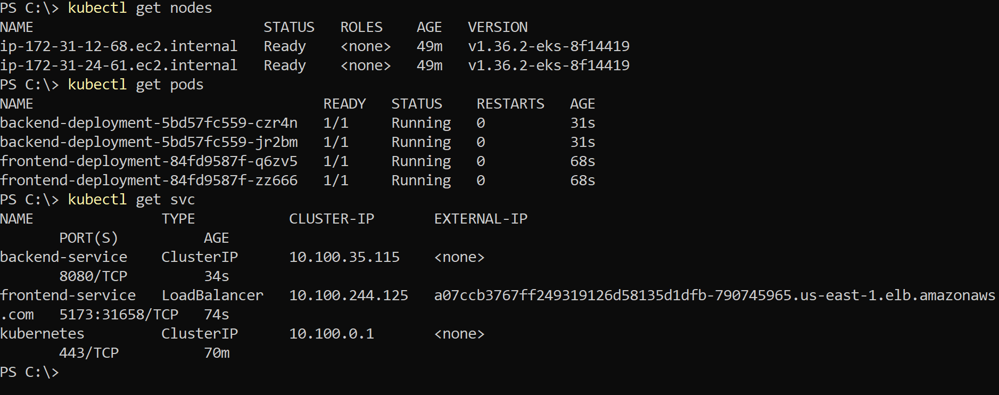 PS C:\> kubectl get nodes
NAME                           STATUS   ROLES    AGE   VERSION
ip-172-31-12-68.ec2.internal   Ready    <none>   49m   v1.36.2-eks-8f14419
ip-172-31-24-61.ec2.internal   Ready    <none>   49m   v1.36.2-eks-8f14419
PS C:\> kubectl get pods
NAME                                  READY   STATUS    RESTARTS   AGE
backend-deployment-5bd57fc559-czr4n   1/1     Running   0          31s
backend-deployment-5bd57fc559-jr2bm   1/1     Running   0          31s
frontend-deployment-84fd9587f-q6zv5   1/1     Running   0          68s
frontend-deployment-84fd9587f-zz666   1/1     Running   0          68s
PS C:\> kubectl get svc
NAME               TYPE           CLUSTER-IP       EXTERNAL-IP
       PORT(S)          AGE
backend-service    ClusterIP      10.100.35.115    <none>
       8080/TCP         34s
frontend-service   LoadBalancer   10.100.244.125   a07ccb3767ff249319126d58135d1dfb-790745965.us-east-1.elb.amazonaws
.com   5173:31658/TCP   74s
kubernetes         ClusterIP      10.100.0.1       <none>
       443/TCP          70m
PS C:\>